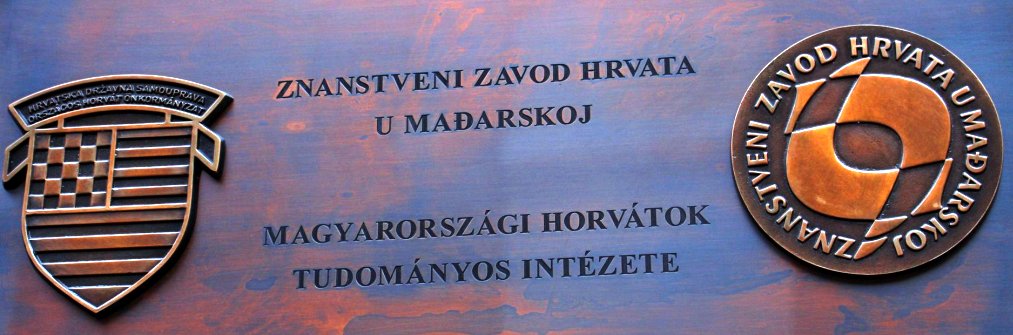 HRVATSKA DRŽAVNA SAMOUPRAVA
ORSZÁGOS HORVÁT ÖNKORMÁNYZAT
ZNANSTVENI ZAVOD HRVATA
U MAĐARSKOJ
MAGYARORSZÁGI HORVÁTOK
TUDOMÁNYOS INTÉZETE
ZNANSTVENI ZAVOD HRVATA U MAĐARSKOJ